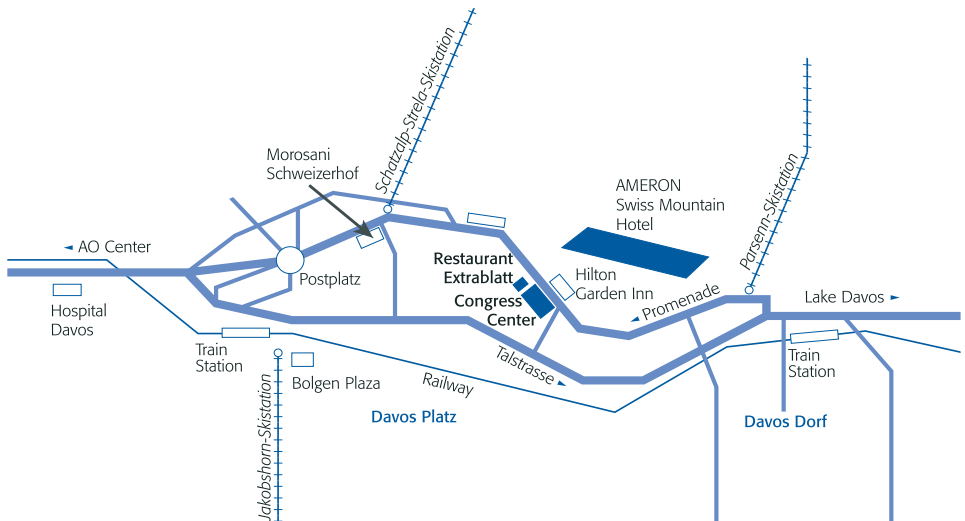 Schatzalp-Strela-Skistation
Morosani
Schweizerhof
Parsenn-Skistation
AMERON
Swiss Mountain
Hotel
◄ AO Center
Postplatz
Restaurant
Extrablatt
Congress
Center
Hilton
Garden Inn
◄ Promenade
Lake Davos ►
Hospital
Davos
Train
Station
Bolgen Plaza
Talstrasse ►
Railway
Train
Station
Davos Platz
Davos Dorf
Jakobshorn-Skistation